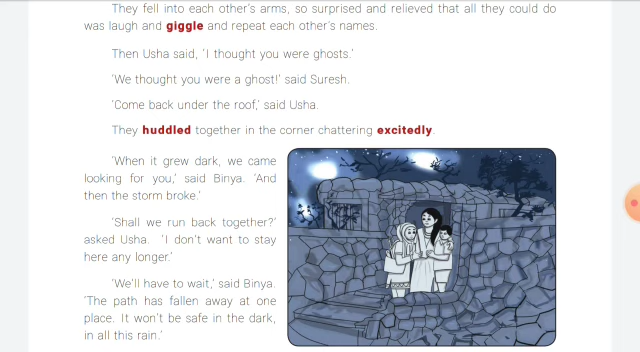 They fell into each other's arms, so surprised and relieved that all they could do
was laugh and giggle and repeat each other's names.
Then Usha said, 'I thought you were ghosts.'
'We thought you were a ghost!' said Suresh.
'Come back under the roof,' said Usha.
They huddled together in the corner chattering excitedly.
'When it grew dark, we came
looking for you,' said Binya. 'And
then the storm broke.'
'Shall we run back together?'
asked Usha. 'I don't want to stay
here any longer.'
'We'll have to wait,' said Binya.
'The path has fallen away at one
place. It won't be safe in the dark,
in all this rain.'